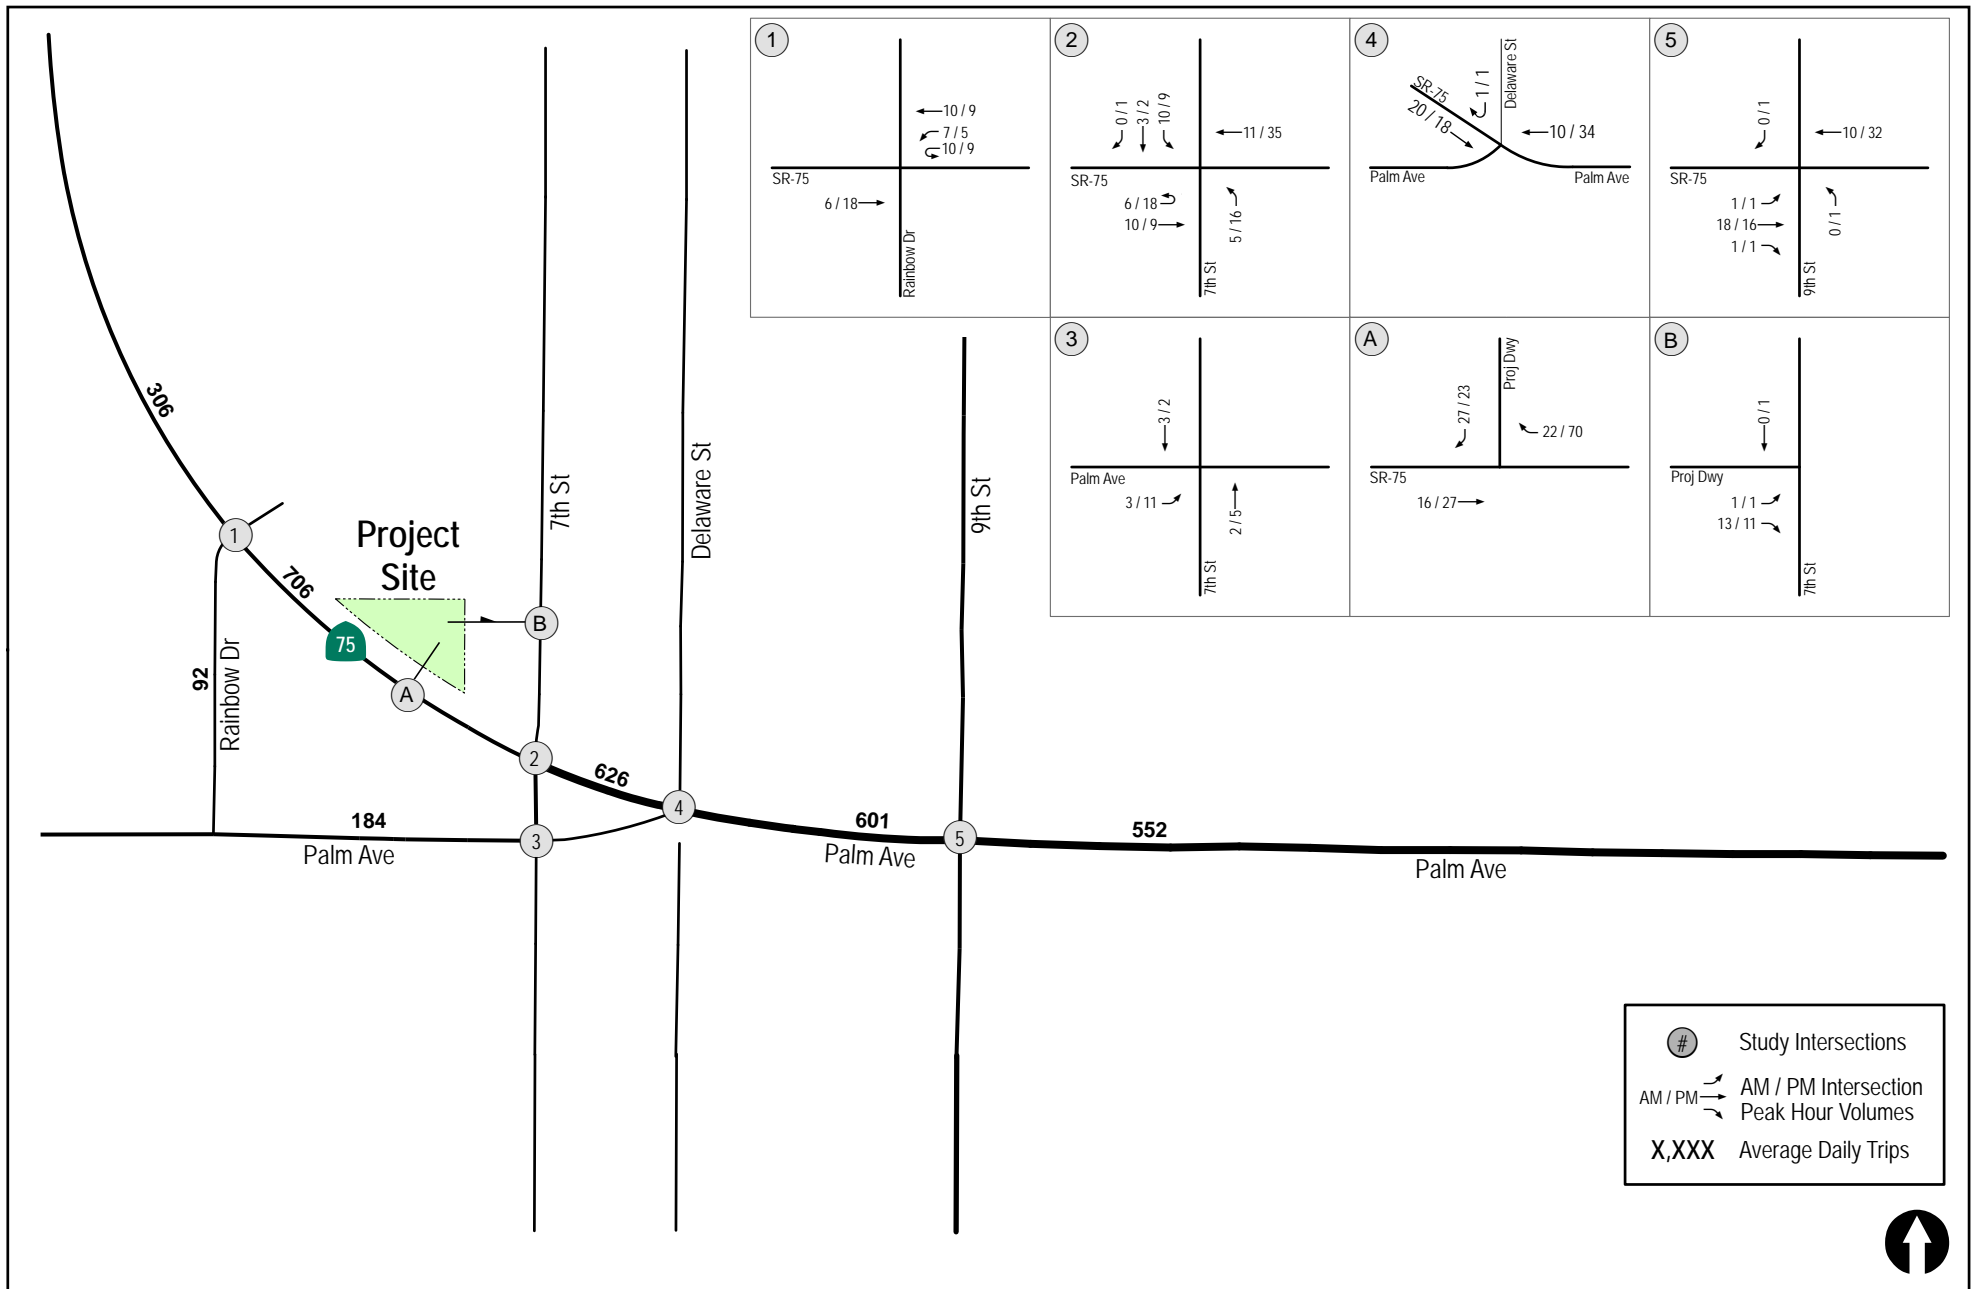 1
10 / 9
7 / 5
10 / 9
SR-75
6 / 18
Rainbow Dr
2
0 / 1
3 / 2
10 / 9
11 / 35
SR-75
6 / 18
10 / 9
5 / 16
7th St
4
SR-75
20 / 18
1 / 1
Delaware St
10 / 34
Palm Ave
Palm Ave
5
0 / 1
10 / 32
SR-75
1 / 1
18 / 16
1 / 1
0 / 1
9th St
3
3 / 2
Palm Ave
3 / 11
2 / 5
7th St
A
Proj Dwy
27 / 23
22 / 70
SR-75
16 / 27
B
0 / 1
Proj Dwy
1 / 1
13 / 11
7th St
306
1
706
Project
Site
75
A
B
92
Rainbow Dr
7th St
Delaware St
9th St
2
626
4
184
Palm Ave
3
601
Palm Ave
5
552
Palm Ave
# Study Intersections
AM / PM AM / PM Intersection
Peak Hour Volumes
X,XXX Average Daily Trips